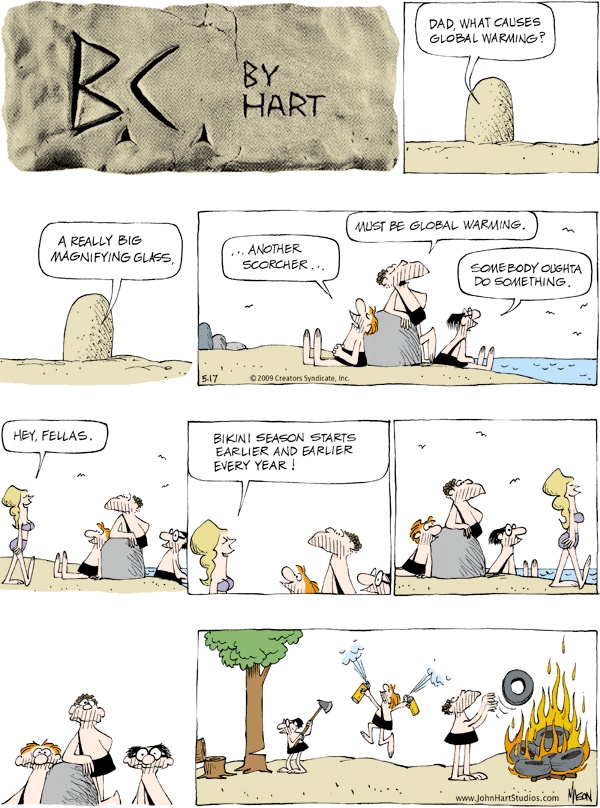 B.C.
BY
HART
DAD, WHAT CAUSES
GLOBAL WARMING?
A REALLY BIG
MAGNIFYING GLASS.
...ANOTHER
SCORCHER...
MUST BE GLOBAL WARMING.
SOMEBODY OUGHTA
DO SOMETHING.
5-17
© 2009 Creators Syndicate, Inc.
HEY, FELLAS.
BIKINI SEASON STARTS
EARLIER AND EARLIER
EVERY YEAR!
www.JohnHartStudios.com
MASON